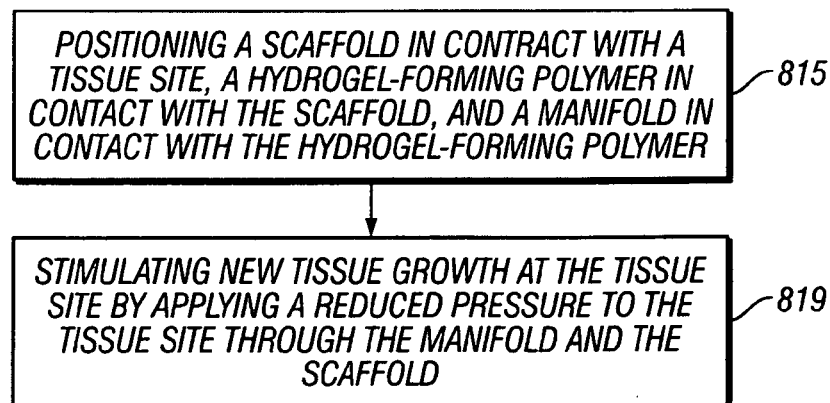 POSITIONING A SCAFFOLD IN CONTRACT WITH A
TISSUE SITE, A HYDROGEL-FORMING POLYMER IN
CONTACT WITH THE SCAFFOLD, AND A MANIFOLD IN
CONTACT WITH THE HYDROGEL-FORMING POLYMER
815
STIMULATING NEW TISSUE GROWTH AT THE TISSUE
SITE BY APPLYING A REDUCED PRESSURE TO THE
TISSUE SITE THROUGH THE MANIFOLD AND THE
SCAFFOLD
819